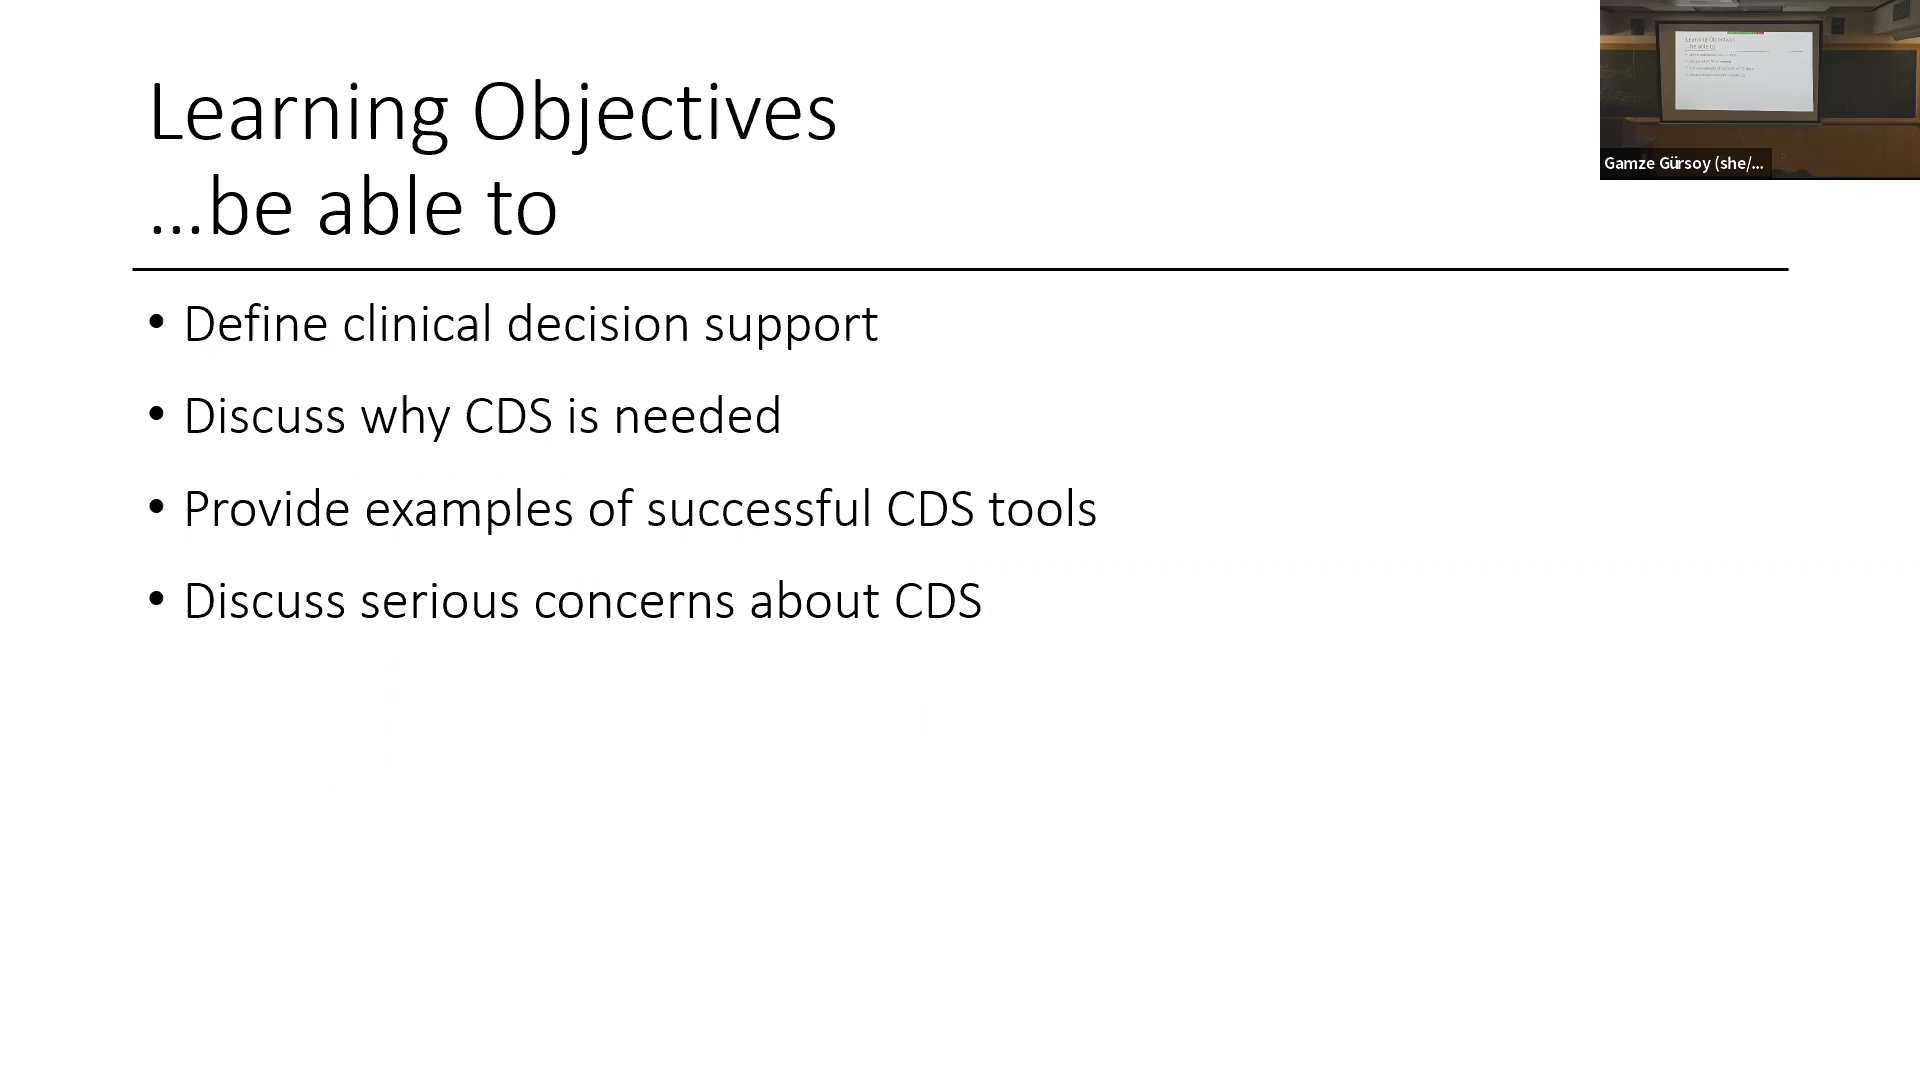 Learning Objectives
...be able to
• Define clinical decision support
• Discuss why CDS is needed
• Provide examples of successful CDS tools
• Discuss serious concerns about CDS
Gamze Gürsoy (she/...